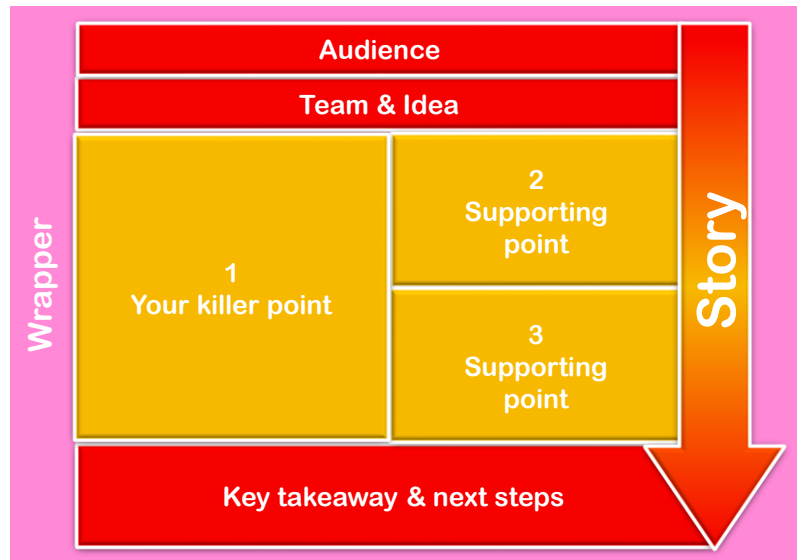 Audience
Team & Idea
Wrapper
1
Your killer point
2
Supporting
point
3
Supporting
point
Story
Key takeaway & next steps